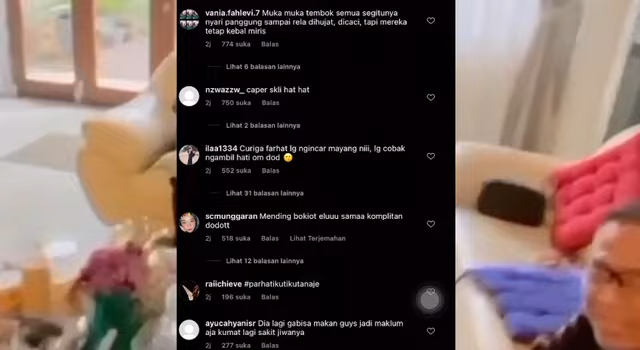 vania.fahlevi.7 Muka muka tembok semua segitunya
nyari panggung sampai rela dihujat, dicaci, tapi mereka
tetap kebal miris
2j 774 suka Balas
Lihat 6 balasan lainnya
nzwazzw_ caper skli hat hat
2j 750 suka Balas
Lihat 2 balasan lainnya
ilaa1334 Curiga farhat lg ngincar mayang niii, lg cobak
ngambil hati om dod
2j 552 suka Balas
Lihat 31 balasan lainnya
scmunggaran Mending bokiot eluuu samaa komplitan
dodott
2j 518 suka Balas Lihat Terjemahan
Lihat 12 balasan lainnya
raiichieve #parhatikutikutanaje
2j 196 suka Balas
ayucahyanisr Dia lagi gabisa makan guys jadi maklum
aja kumat lagi sakit jiwanya
2j 277 suka Balas